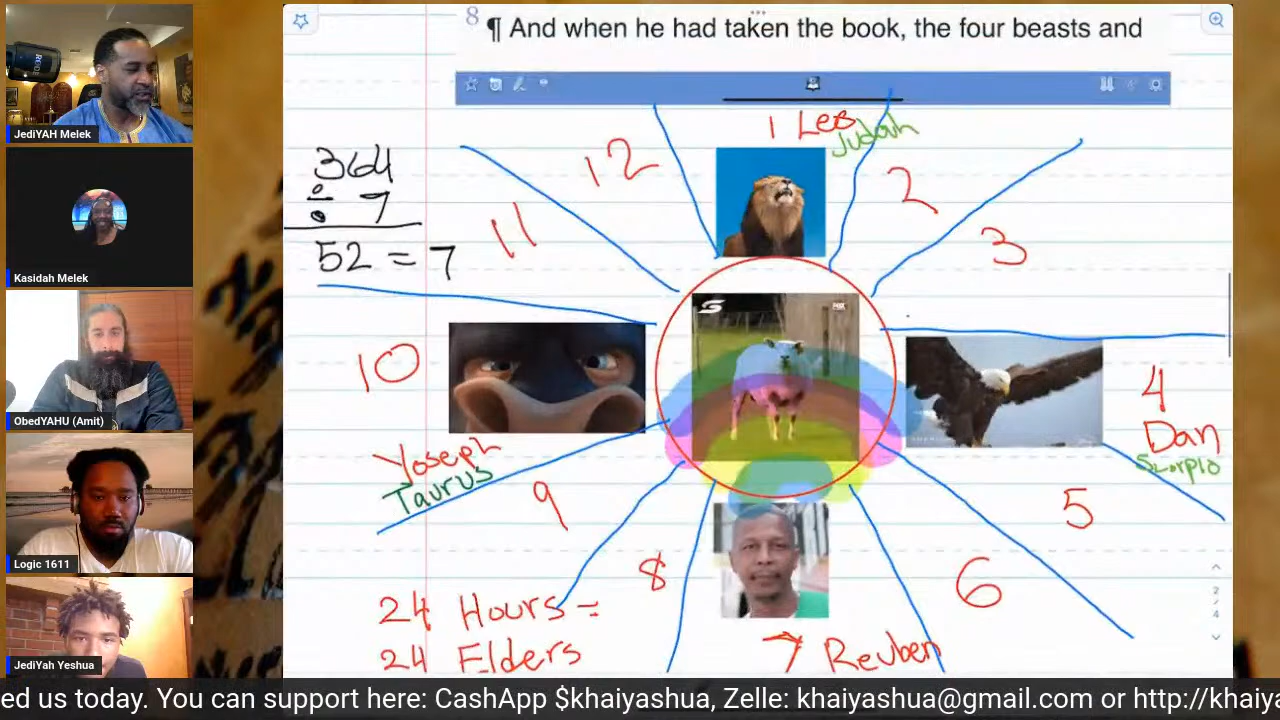 8
¶ And when he had taken the book, the four beasts and
1 Leo
Judah
12
2
11
3
364
÷ 7
52 = 7
10
4
Dan
Scorpio
Yoseph
Taurus
9
5
8
6
24 Hours =
24 Elders
7 Reuben
2
/
4
JediYAH Melek
Kasidah Melek
ObedYAHU (Amit)
Logic 1611
JediYah Yeshua
ed us today. You can support here: CashApp $khaiyashua, Zelle: khaiyashua@gmail.com or http://khaiya